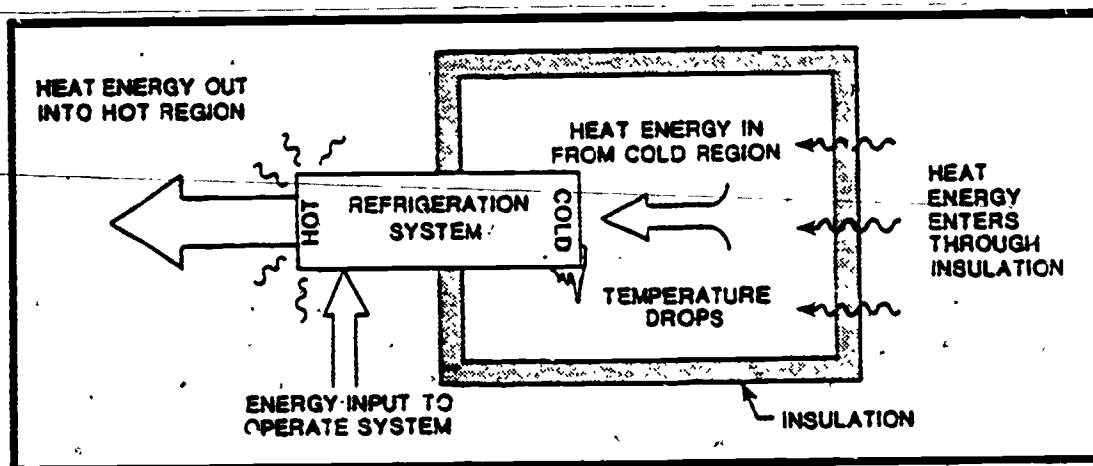 HEAT ENERGY OUT
INTO HOT REGION
HEAT ENERGY IN
FROM COLD REGION
HEAT
ENERGY
ENTERS
THROUGH
INSULATION
HOT
REFRIGERATION
SYSTEM
COLD
TEMPERATURE
DROPS
ENERGY INPUT TO
OPERATE SYSTEM
INSULATION